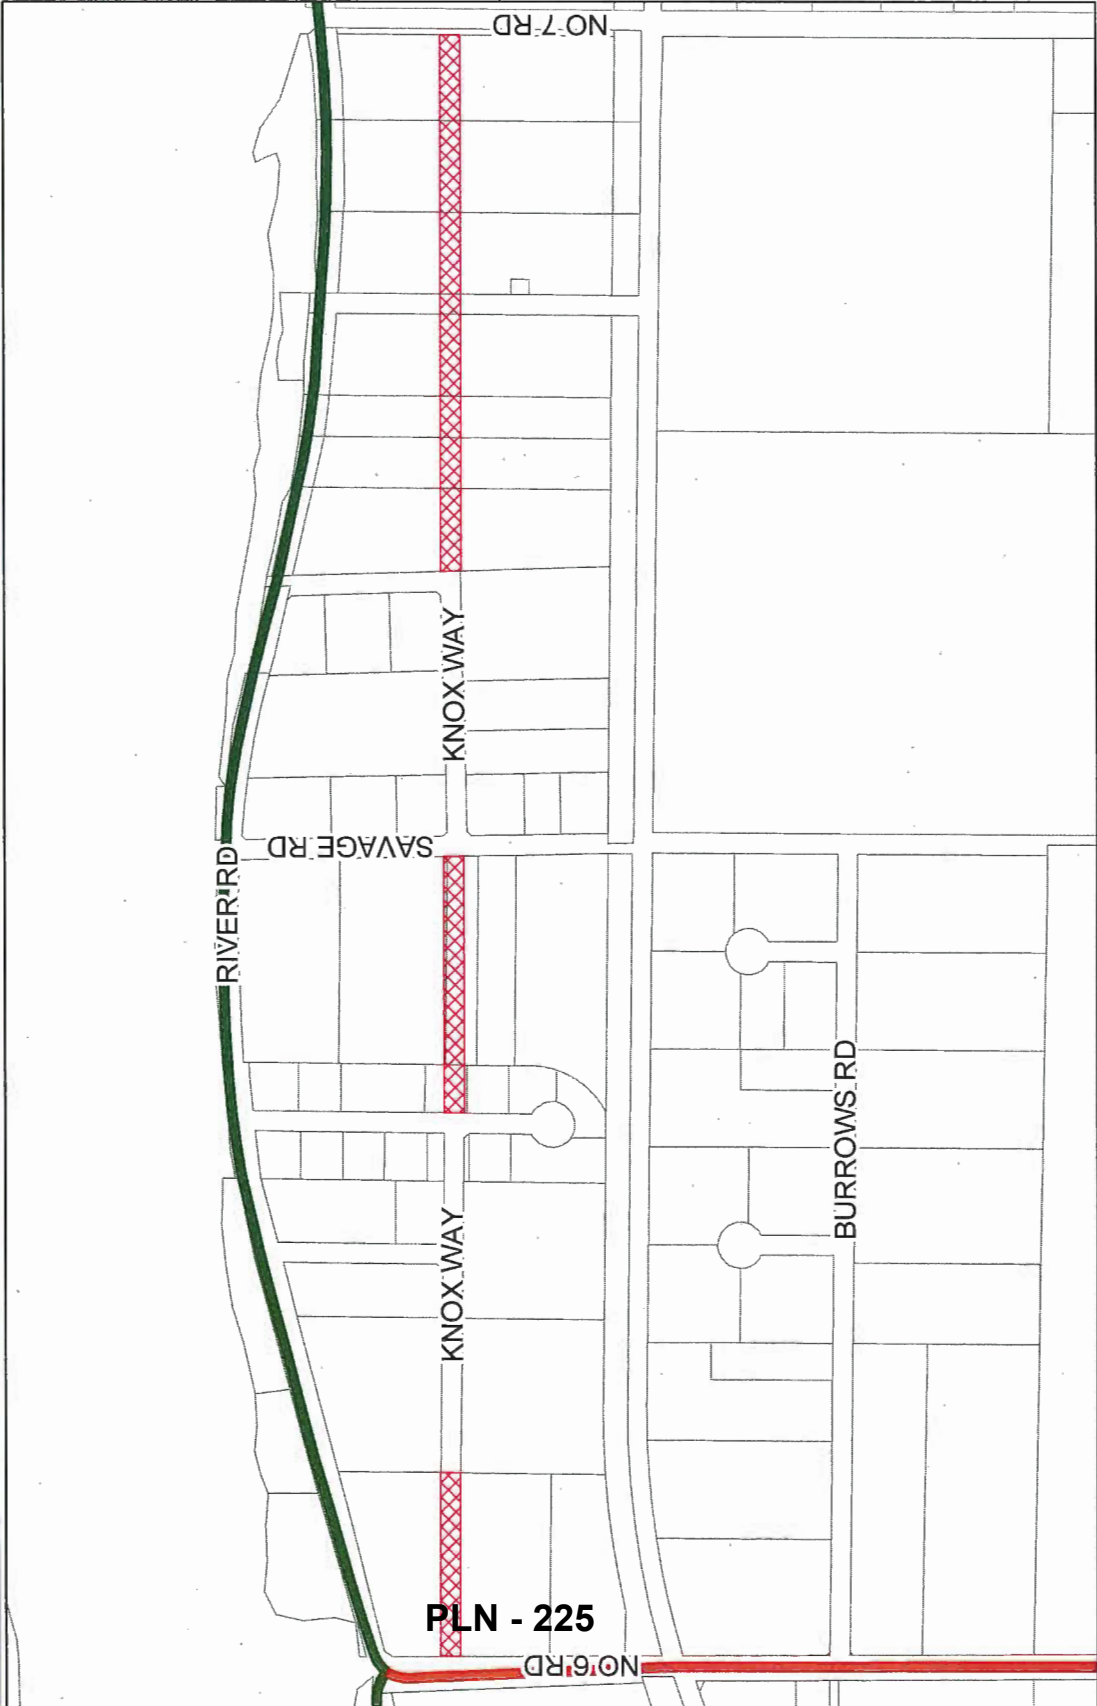 NO 7 RD
KNOX WAY
SAVAGE RD
RIVER RD
BURROWS RD
KNOX WAY
PLN - 225
NO 6 RD